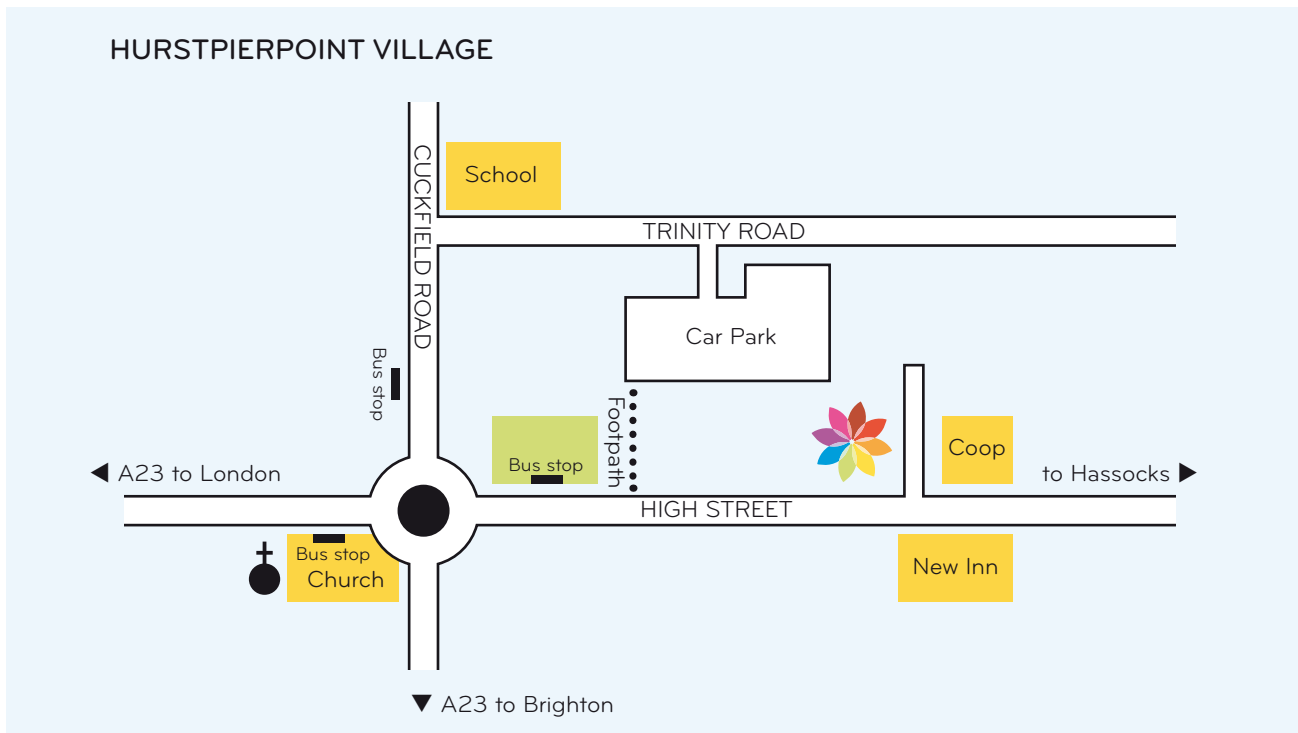 HURSTPIERPOINT VILLAGE
School
CUCKFIELD ROAD
TRINITY ROAD
Car Park
Bus stop
Footpath
Bus stop
Coop
A23 to London
to Hassocks
HIGH STREET
Bus stop
Church
New Inn
A23 to Brighton